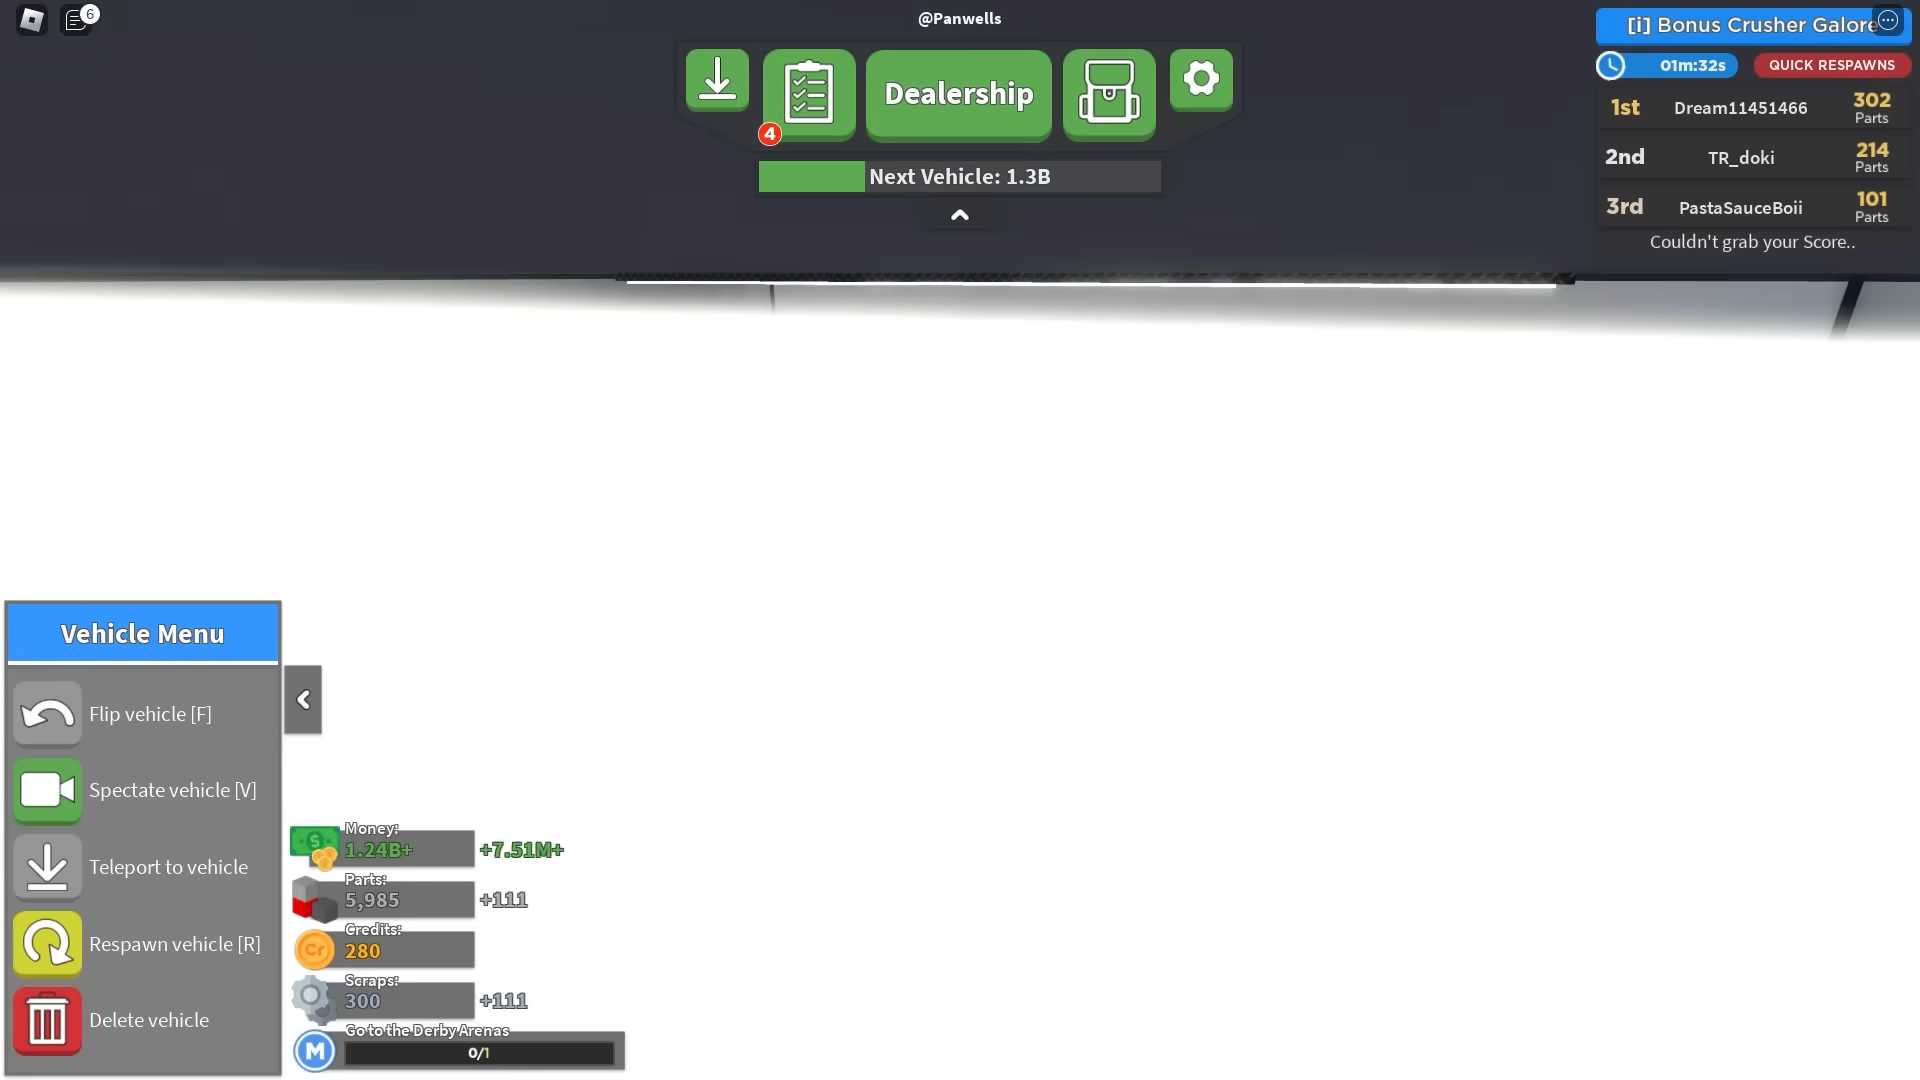 6
@Panwells
Dealership
4
Next Vehicle: 1.3B
[i] Bonus Crusher Galore
01m:32s
QUICK RESPAWNS
1st Dream11451466 302 Parts
2nd TR_doki 214 Parts
3rd PastaSauceBoii 101 Parts
Couldn't grab your Score..
Vehicle Menu
Flip vehicle [F]
Spectate vehicle [V]
Teleport to vehicle
Respawn vehicle [R]
Delete vehicle
Money:
1.24B+ +7.51M+
Parts:
5,985 +111
Credits:
Cr 280
Scraps:
300 +111
Go to the Derby Arenas
M 0/1